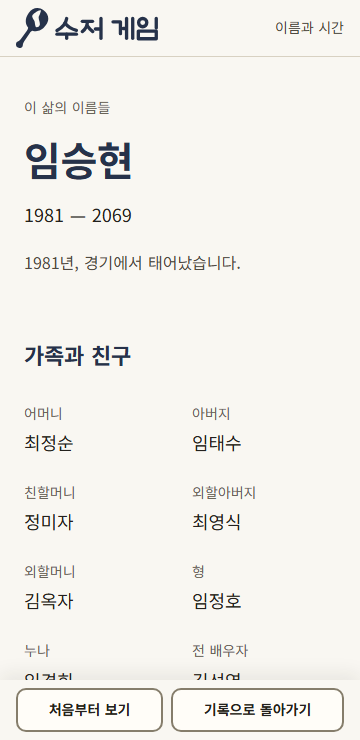 수저 게임
이름과 시간
이 삶의 이름들
임승현
1981 — 2069
1981년, 경기에서 태어났습니다.
가족과 친구
어머니
최정순
아버지
임태수
친할머니
정미자
외할아버지
최영식
외할머니
김옥자
형
임정호
누나
전 배우자
처음부터 보기
기록으로 돌아가기